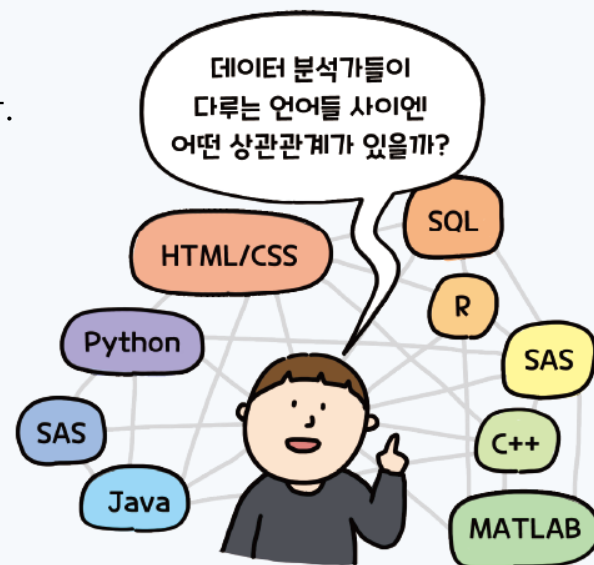 데이터 분석가들이
다루는 언어들 사이엔
어떤 상관관계가 있을까?
SQL
HTML/CSS
R
Python
SAS
SAS
C++
Java
MATLAB